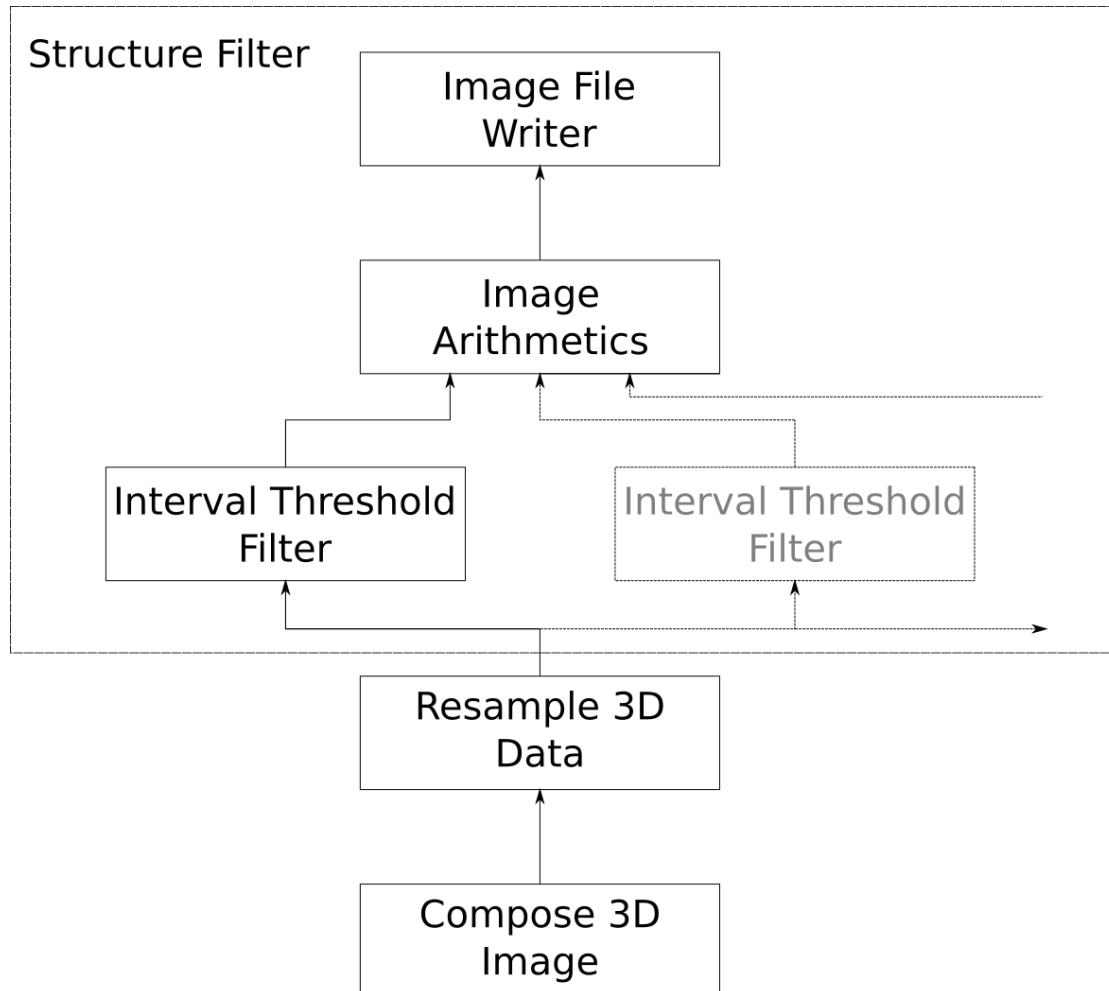 Structure Filter
Image File
Writer
Image
Arithmetics
Interval Threshold
Filter
Interval Threshold
Filter
Resample 3D
Data
Compose 3D
Image